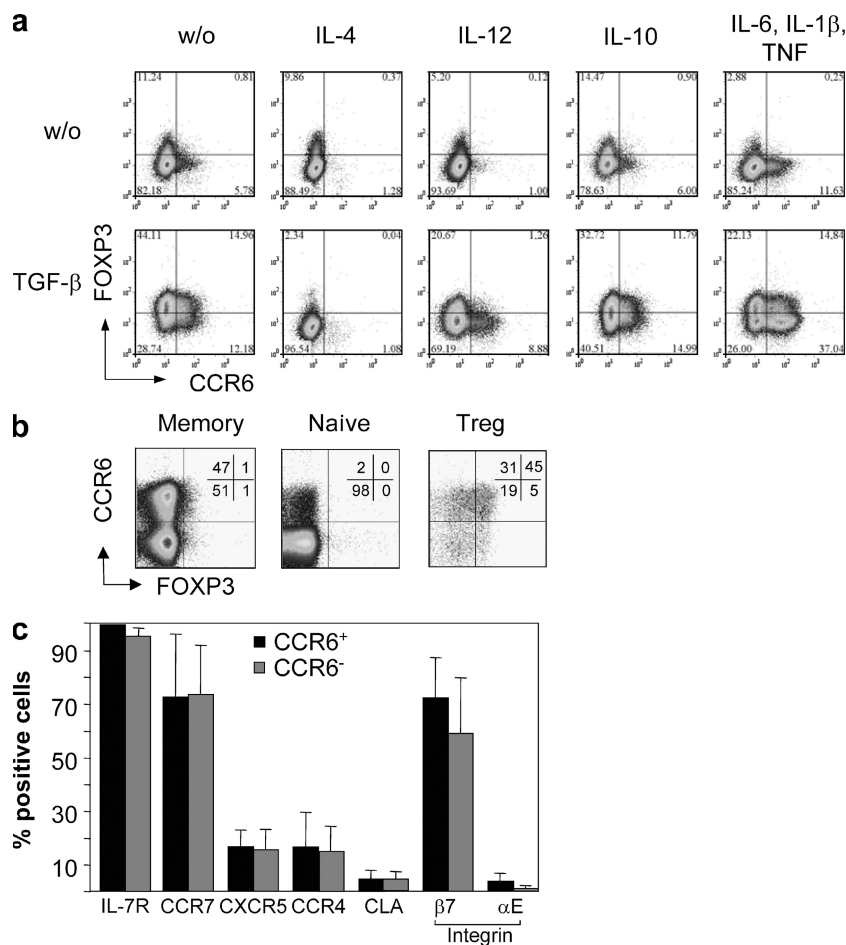 a
w/o IL-4 IL-12 IL-10 IL-6, IL-1β, TNF
w/o
11.24 0.81
82.18 5.78
9.86 0.37
88.49 1.28
5.20 0.12
93.69 1.00
14.47 0.90
78.63 6.00
2.88 0.25
85.24 11.63
TGF-β
44.11 14.96
28.74 12.18
2.34 0.04
96.54 1.08
20.67 1.26
69.19 8.88
32.72 11.79
40.51 14.99
22.13 14.84
26.00 37.04
FOXP3
CCR6
b
Memory Naive Treg
47 1
51 1
2 0
98 0
31 45
19 5
CCR6
FOXP3
c
CCR6+
CCR6-
% positive cells
90
70
50
30
10
IL-7R CCR7 CXCR5 CCR4 CLA β7 αE
Integrin